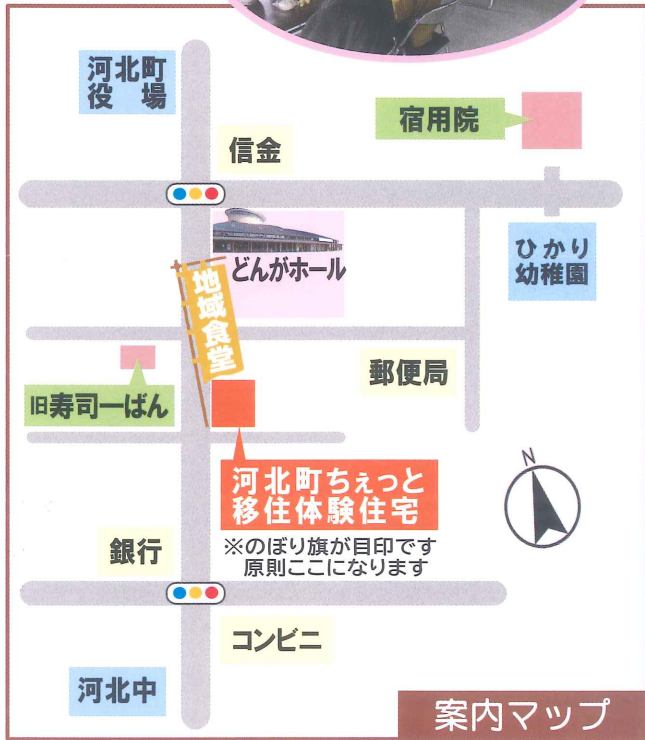 河北町
役場
宿用院
信金
ひかり
幼稚園
どんがホール
地域食堂
郵便局
旧寿司一ばん
N
河北町ちぇっと
移住体験住宅
※のぼり旗が目印です
原則ここになります
銀行
コンビニ
河北中
案内マップ